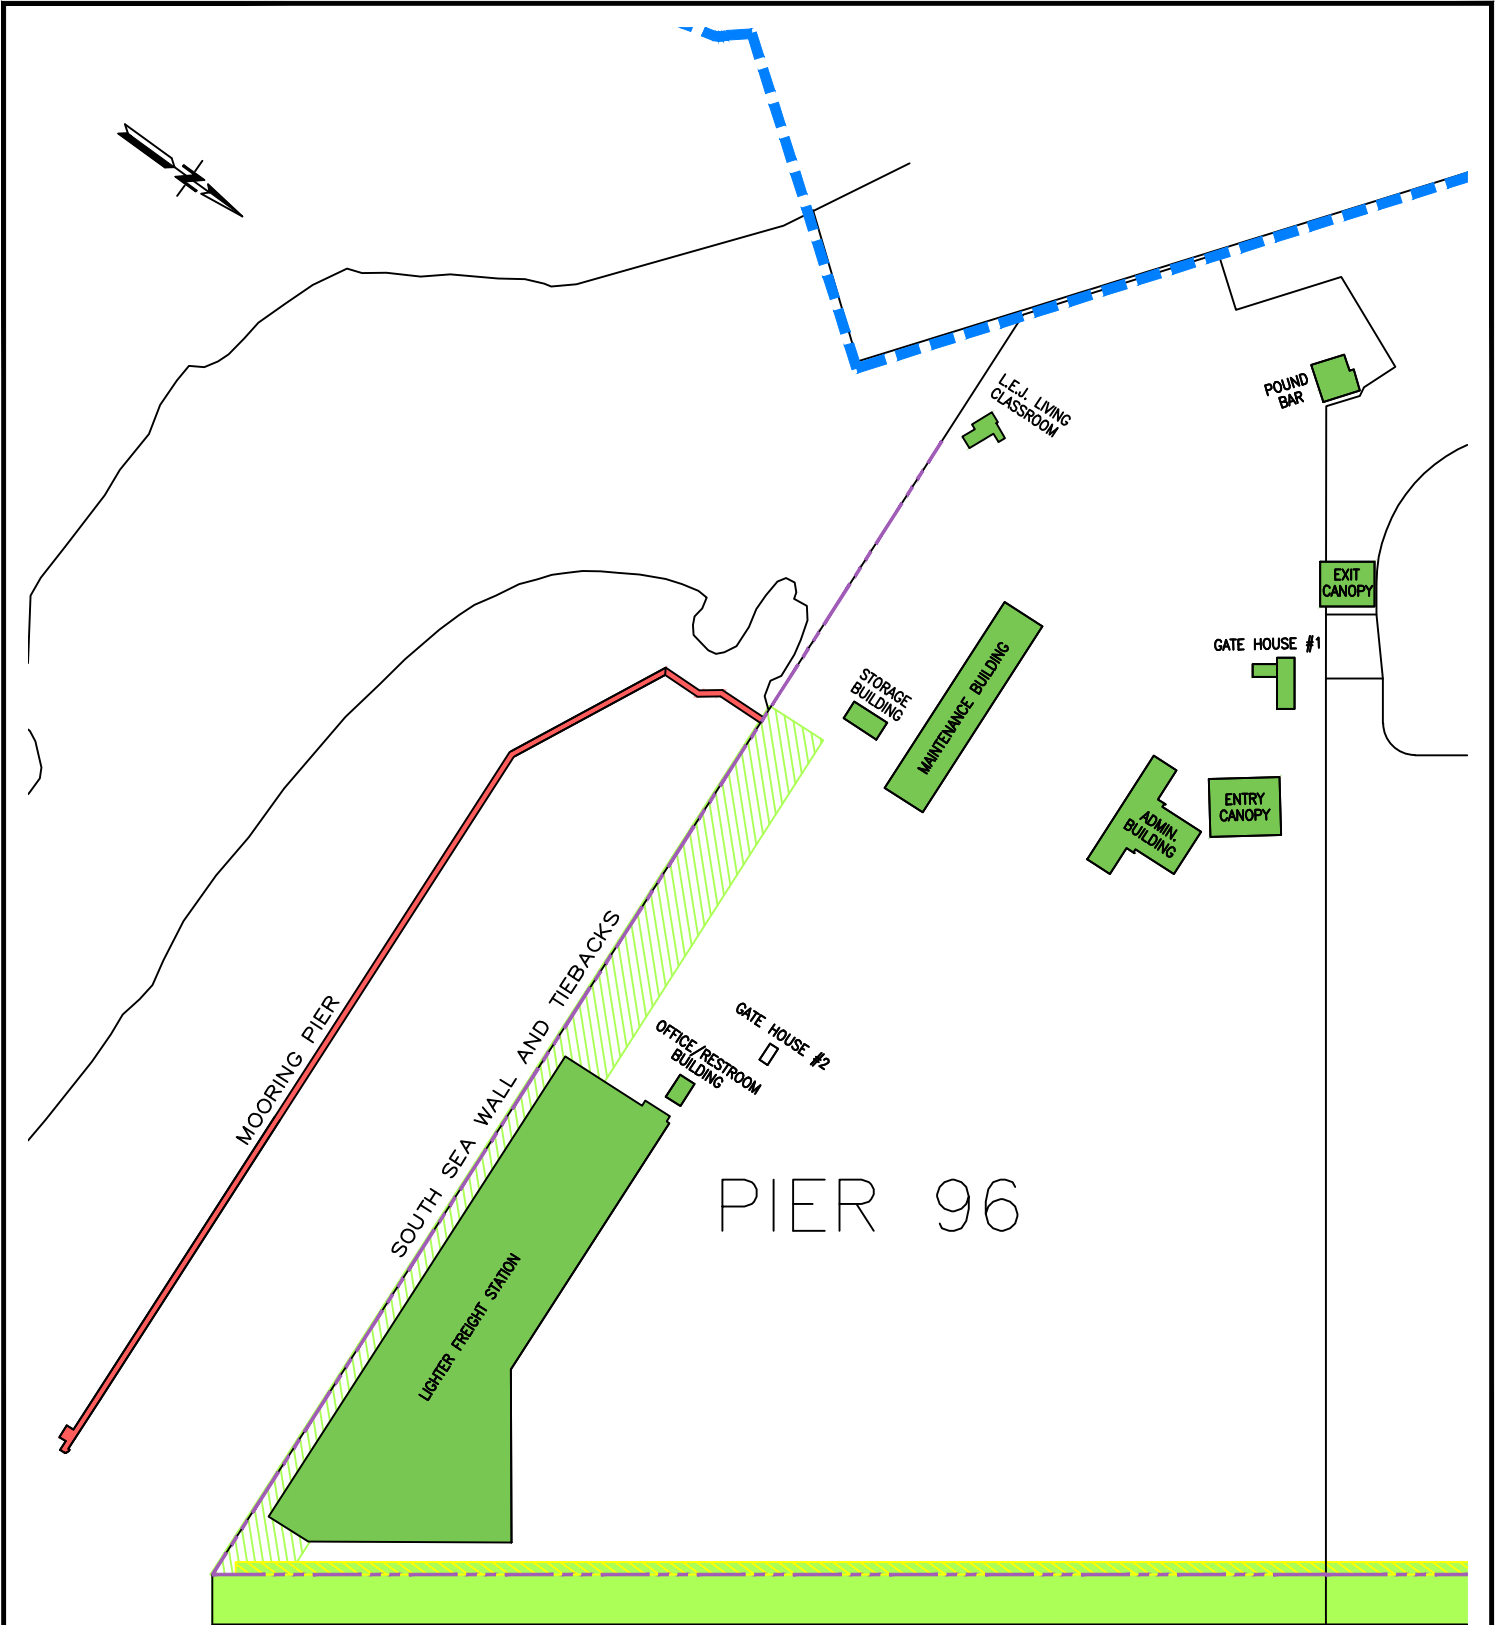 L.E.J. LIVING
CLASSROOM
POUND
BAR
EXIT
CANOPY
GATE HOUSE #1
STORAGE
BUILDING
MAINTENANCE BUILDING
ENTRY
CANOPY
ADMIN.
BUILDING
SOUTH SEA WALL AND TIEBACKS
MOORING PIER
GATE HOUSE #2
OFFICE/RESTROOM
BUILDING
PIER 96
LIGHTER FREIGHT STATION
N